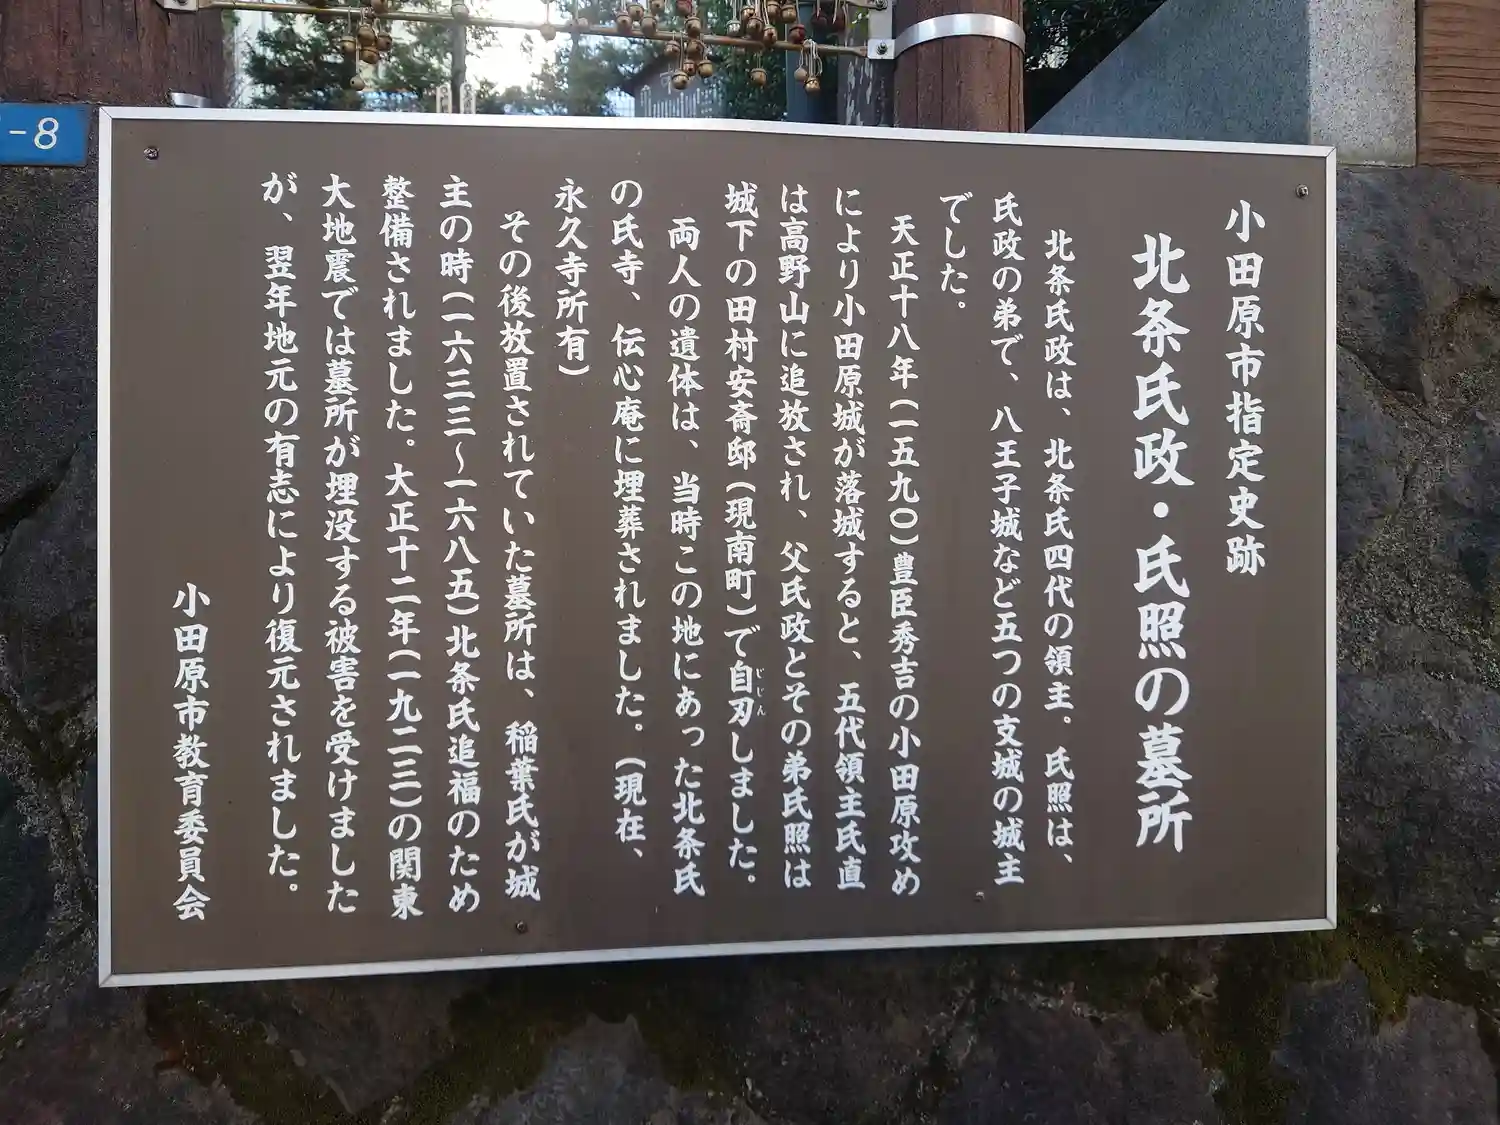 -8
小田原市指定史跡
北条氏政・氏照の墓所
北条氏政は、北条氏四代の領主。氏照は、
氏政の弟で、八王子城など五つの支城の城主
でした。
天正十八年(一五九〇)豊臣秀吉の小田原攻め
により小田原城が落城すると、五代領主氏直
は高野山に追放され、父氏政とその弟氏照は
城下の田村安斎邸(現南町)で自刃しました。
じじん
両人の遺体は、当時この地にあった北条氏
の氏寺、伝心庵に埋葬されました。(現在、
永久寺所有)
その後放置されていた墓所は、稲葉氏が城
主の時(一六三三~一六八五)北条氏追福のため
整備されました。大正十二年(一九二三)の関東
大地震では墓所が埋没する被害を受けました
が、翌年地元の有志により復元されました。
小田原市教育委員会